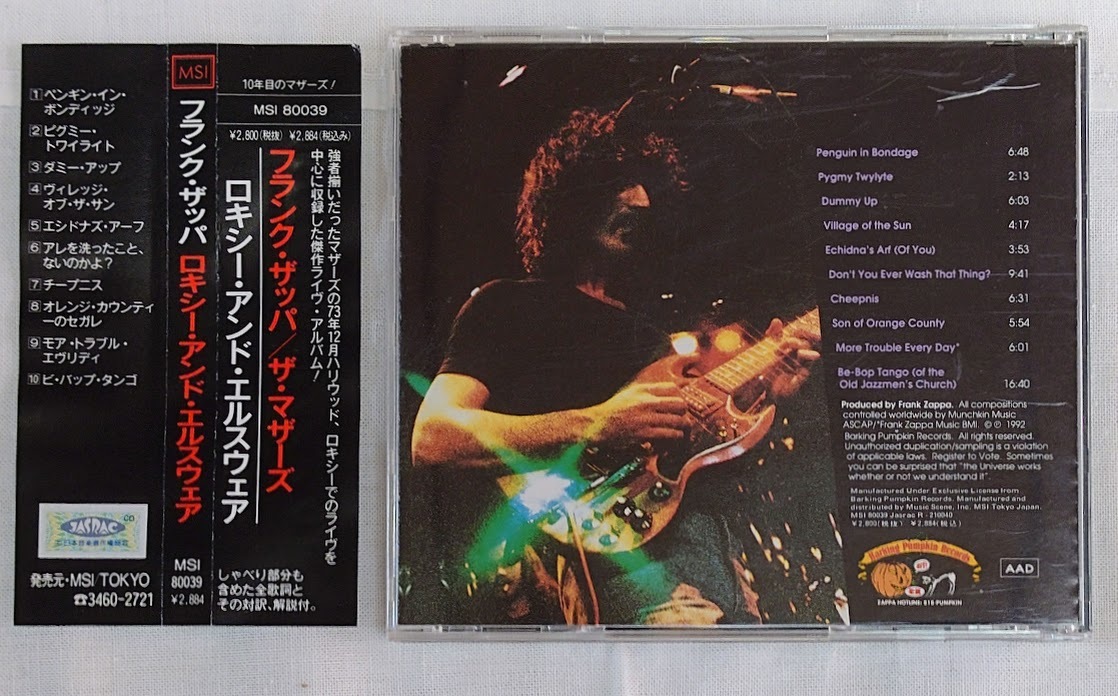 1 ペンギン・イン・
ボンディッジ
2 ピグミー・
トワイライト
3 ダミー・アップ
4 ヴィレッジ・
オブ・ザ・サン
5 エシドナズ・アーフ
6 アレを洗ったこと、
ないのかよ?
7 チープニス
8 オレンジ・カウンティ
ーのセガレ
9 モア・トラブル・
エヴリディ
10 ビ・バップ・タンゴ
JASRAC
CD
発売元・MSI/TOKYO
☎3460-2721
MSI
フランク・ザッパ ロキシー・アンド・エルスウェア
MSI
80039
¥2,884
10年目のマザーズ!
MSI 80039
¥2,800(税抜) ¥2,884(税込み)
強者揃いだったマザーズの73年12月ハリウッド、ロキシーでのライヴを
中心に収録した傑作ライヴ・アルバム!
フランク・ザッパ/ザ・マザーズ
ロキシー・アンド・エルスウェア
しゃべり部分も
含めた全歌詞と
その対訳、解説付。
Penguin in Bondage 6:48
Pygmy Twylyte 2:13
Dummy Up 6:03
Village of the Sun 4:17
Echidna's Arf (Of You) 3:53
Don't You Ever Wash That Thing? 9:41
Cheepnis 6:31
Son of Orange County 5:54
More Trouble Every Day* 6:01
Be-Bop Tango (of the
Old Jazzmen's Church) 16:40
Produced by Frank Zappa. All compositions
controlled worldwide by Munchkin Music
ASCAP/*Frank Zappa Music BMI. © ℗ 1992
Barking Pumpkin Records. All rights reserved.
Unauthorized duplication/sampling is a violation
of applicable laws. Register to Vote. Sometimes
you can be surprised that "the Universe works
whether or not we understand it".
Manufactured Under Exclusive License from
Barking Pumpkin Records. Manufactured and
distributed by Music Scene, Inc. MSI Tokyo Japan.
MSI 80039 Jasrac R-210040
¥2,800(税抜) ¥2,884(税込)
Barking Pumpkin Records
ZAPPA HOTLINE: 818-PUMPKIN
AAD